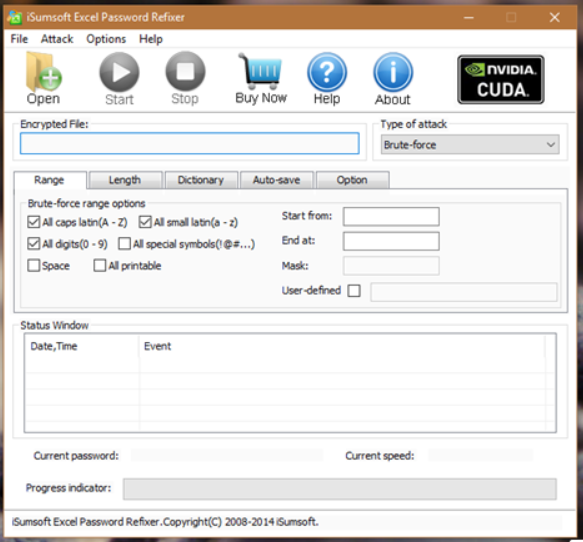 iSumsoft Excel Password Refixer
File Attack Options Help
Open Start Stop Buy Now Help About
NVIDIA.
CUDA.
Encrypted File:
Type of attack
Brute-force
Range Length Dictionary Auto-save Option
Brute-force range options
All caps latin(A - Z) All small latin(a - z)
All digits(0 - 9) All special symbols(!@#...)
Space All printable
Start from:
End at:
Mask:
User-defined
Status Window
Date,Time Event
Current password: Current speed:
Progress indicator:
iSumsoft Excel Password Refixer.Copyright(C) 2008-2014 iSumsoft.